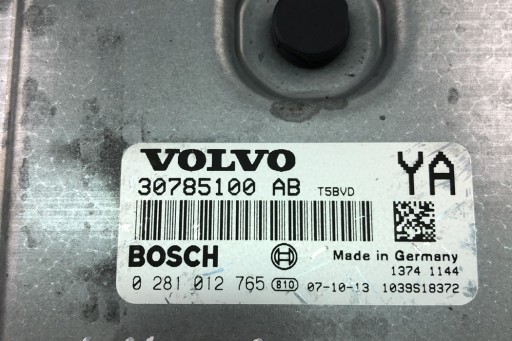 VOLVO YA
30785100 AB T5BVD
BOSCH Made in Germany
1374 1144
0 281 012 765 B10 07-10-13 1039S18372